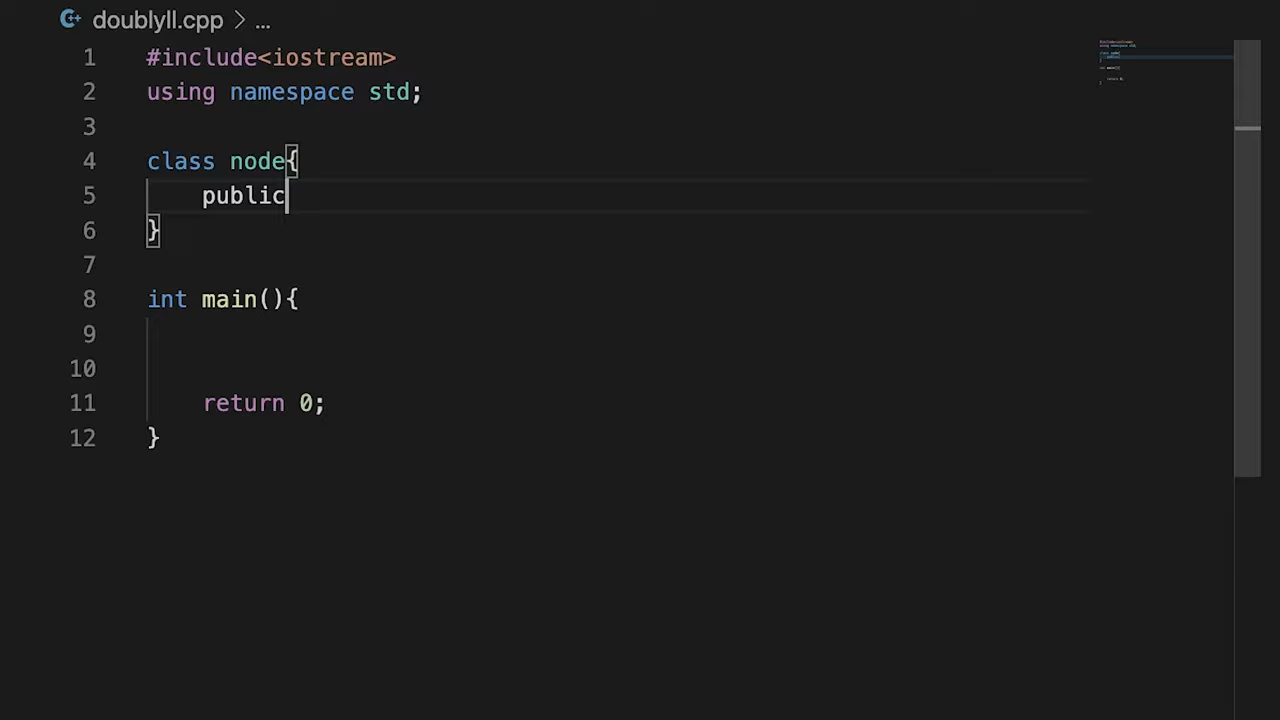 doublyll.cpp > ...
1 #include<iostream>
2 using namespace std;
3
4 class node{
5     public
6 }
7
8 int main(){
9
10
11     return 0;
12 }